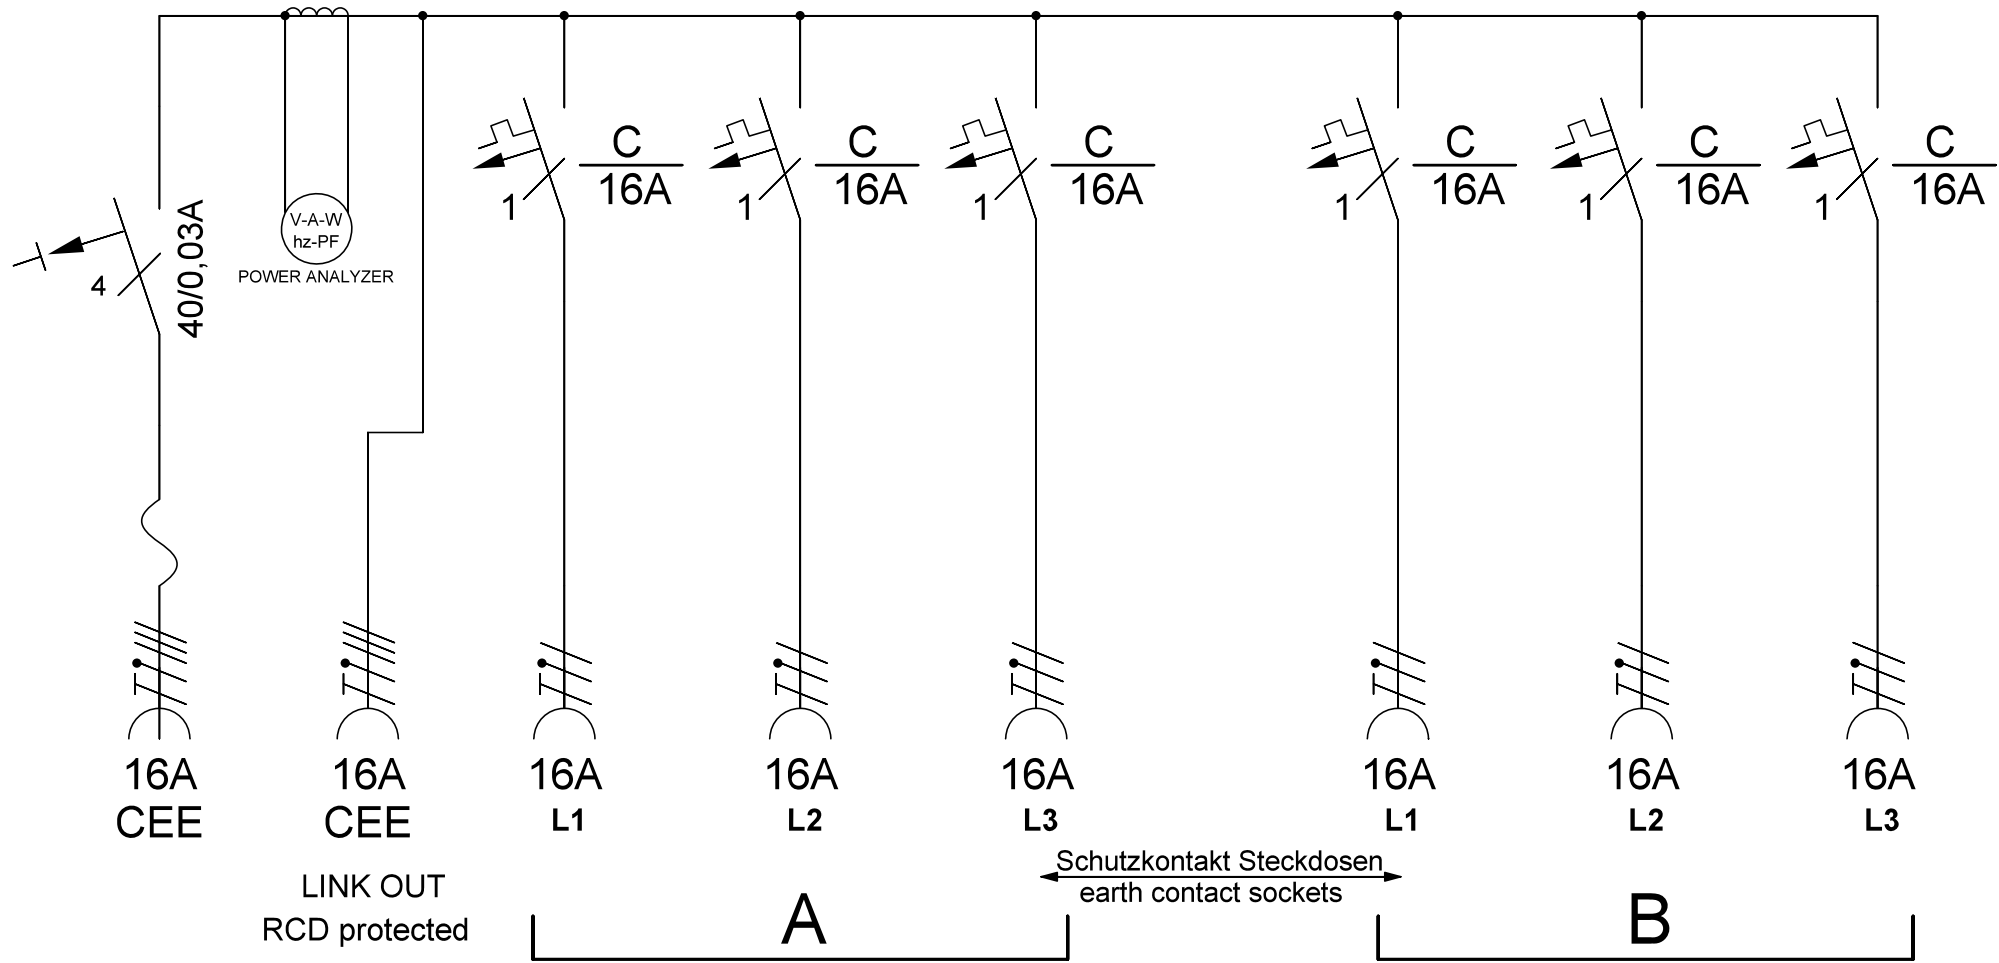 C C C C C C
16A 16A 16A 16A 16A 16A
1 1 1 1 1 1
40/0,03A
4
V-A-W
hz-PF
POWER ANALYZER
16A 16A 16A 16A 16A 16A 16A 16A
CEE CEE L1 L2 L3 L1 L2 L3
Schutzkontakt Steckdosen
earth contact sockets
LINK OUT
RCD protected
A B